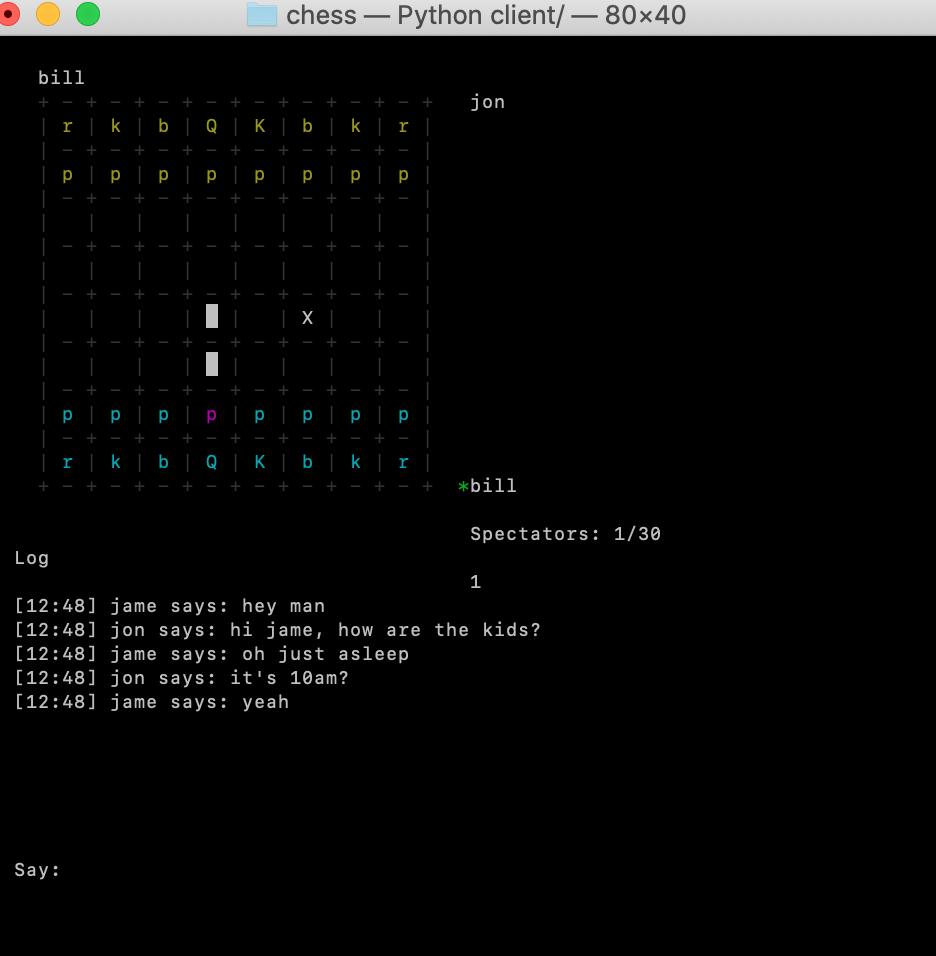 chess — Python client/ — 80×40
bill
+ - + - + - + - + - + - + - + - +
jon
| r | k | b | Q | K | b | k | r |
| - + - + - + - + - + - + - + - |
| p | p | p | p | p | p | p | p |
| - + - + - + - + - + - + - + - |
|   |   |   |   |   |   |   |   |
| - + - + - + - + - + - + - + - |
|   |   |   |   |   |   |   |   |
| - + - + - + - + - + - + - + - |
|   |   |   | █ |   | X |   |   |
| - + - + - + - + - + - + - + - |
|   |   |   | █ |   |   |   |   |
| - + - + - + - + - + - + - + - |
| p | p | p | p | p | p | p | p |
| - + - + - + - + - + - + - + - |
| r | k | b | Q | K | b | k | r |
+ - + - + - + - + - + - + - + - +
*bill
Spectators: 1/30
Log
1
[12:48] jame says: hey man
[12:48] jon says: hi jame, how are the kids?
[12:48] jame says: oh just asleep
[12:48] jon says: it's 10am?
[12:48] jame says: yeah
Say: